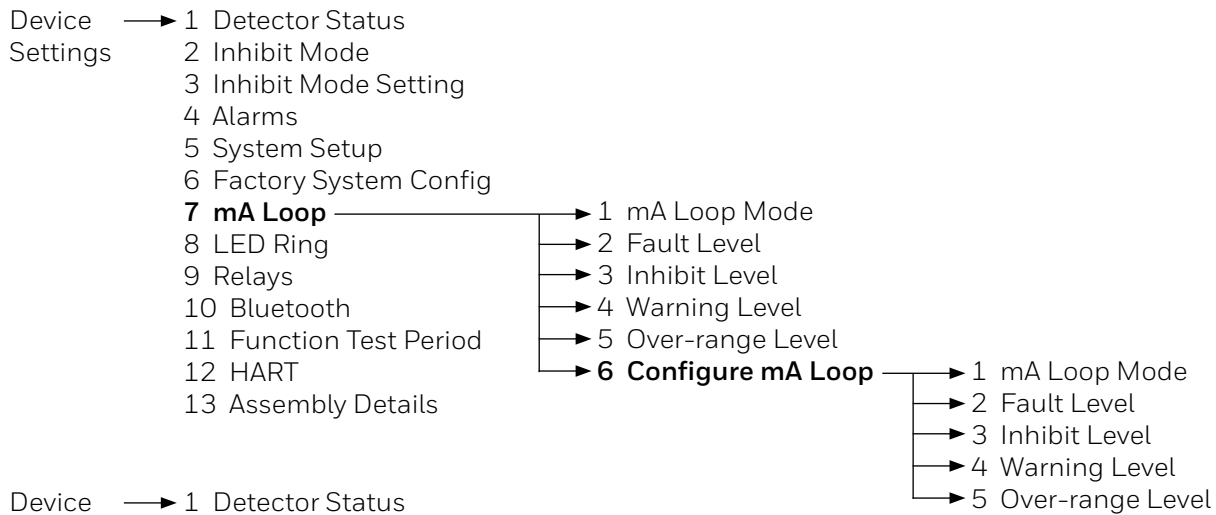 Device 1 Detector Status
Settings 2 Inhibit Mode
3 Inhibit Mode Setting
4 Alarms
5 System Setup
6 Factory System Config
7 mA Loop 1 mA Loop Mode
8 LED Ring 2 Fault Level
9 Relays 3 Inhibit Level
10 Bluetooth 4 Warning Level
11 Function Test Period 5 Over-range Level
12 HART 6 Configure mA Loop 1 mA Loop Mode
13 Assembly Details 2 Fault Level
3 Inhibit Level
4 Warning Level
Device 1 Detector Status 5 Over-range Level